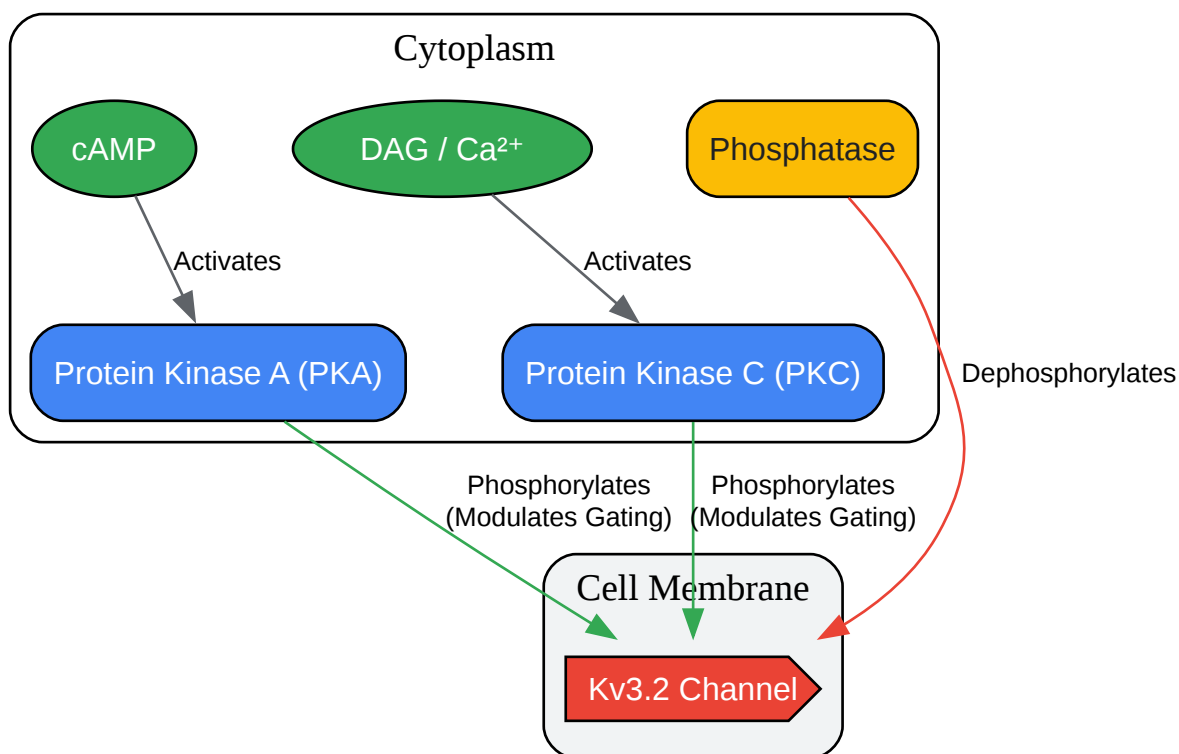 Cytoplasm
cAMP
DAG / Ca²⁺
Phosphatase
Activates
Activates
Protein Kinase A (PKA)
Protein Kinase C (PKC)
Dephosphorylates
Phosphorylates
(Modulates Gating)
Phosphorylates
(Modulates Gating)
Cell Membrane
Kv3.2 Channel